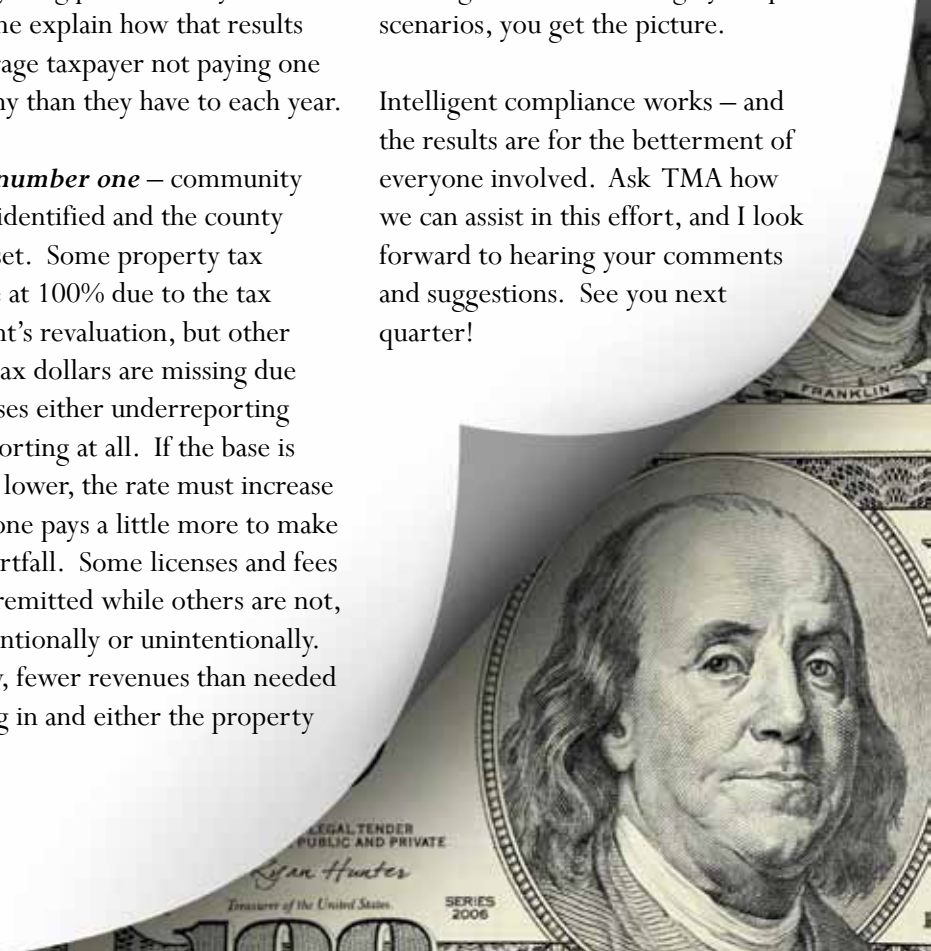 ne explain how that results
age taxpayer not paying one
ny than they have to each year.
number one – community
identified and the county
set.  Some property tax
e at 100% due to the tax
nt’s revaluation, but other
ax dollars are missing due
ses either underreporting
orting at all.  If the base is
lower, the rate must increase
one pays a little more to make
rtfall.  Some licenses and fees
remitted while others are not,
entionally or unintentionally.
, fewer revenues than needed
g in and either the property
scenarios, you get the picture.
Intelligent compliance works – and
the results are for the betterment of
everyone involved.  Ask TMA how
we can assist in this effort, and I look
forward to hearing your comments
and suggestions.  See you next
quarter!
FRANKLIN
LEGAL TENDER
PUBLIC AND PRIVATE
Ryan Hunter
Treasurer of the United States.
SERIES
2006
100